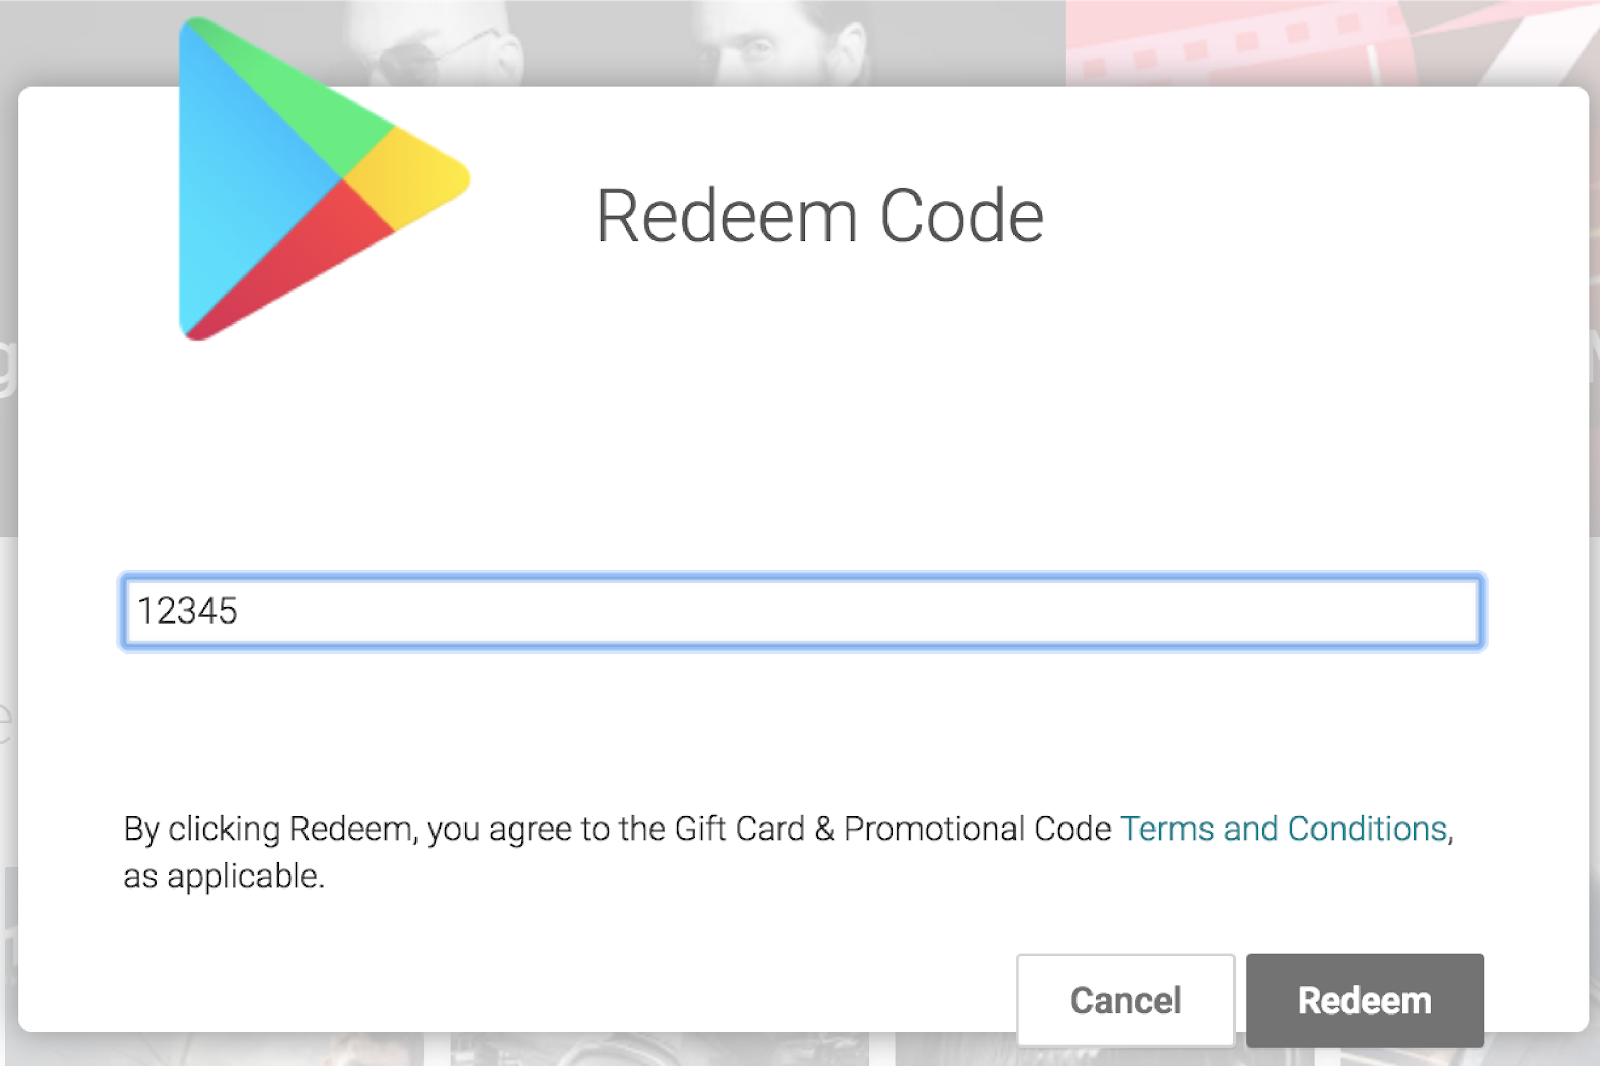 Redeem Code
12345
By clicking Redeem, you agree to the Gift Card & Promotional Code Terms and Conditions,
as applicable.
Cancel
Redeem